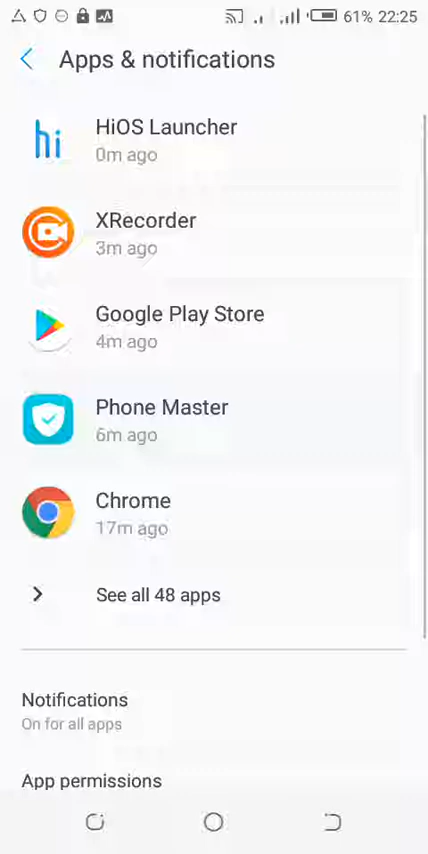 61% 22:25
Apps & notifications
hi
HiOS Launcher
0m ago
XRecorder
3m ago
Google Play Store
4m ago
Phone Master
6m ago
Chrome
17m ago
See all 48 apps
Notifications
On for all apps
App permissions